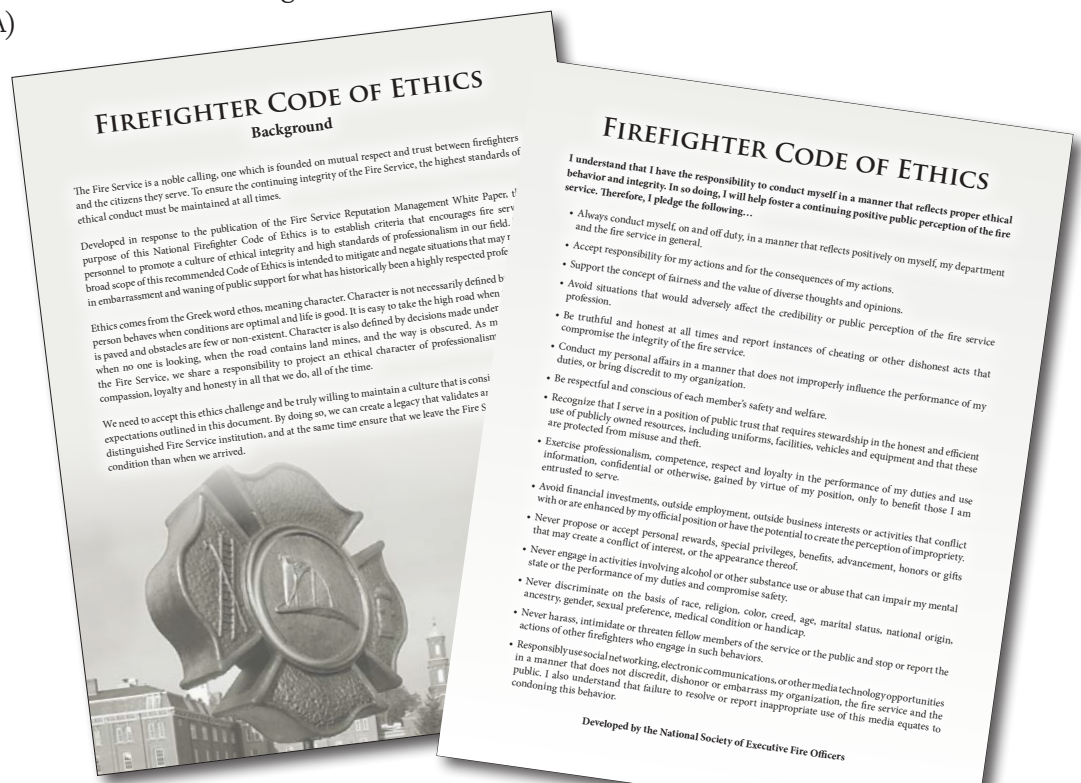 A)
FIREFIGHTER CODE OF ETHICS
Background
The Fire Service is a noble calling, one which is founded on mutual respect and trust between firefighters
and the citizens they serve. To ensure the continuing integrity of the Fire Service, the highest standards of
ethical conduct must be maintained at all times.
Developed in response to the publication of the Fire Service Reputation Management White Paper,
purpose of this National Firefighter Code of Ethics is to establish criteria that encourages fire
personnel to promote a culture of ethical integrity and high standards of professionalism in our field.
broad scope of this recommended Code of Ethics is intended to mitigate and negate situations that may
in embarrassment and waning of public support for what has historically been a highly respected
Ethics comes from the Greek word ethos, meaning character. Character is not necessarily defined
person behaves when conditions are optimal and life is good. It is easy to take the high road when
is paved and obstacles are few or non-existent. Character is also defined by decisions made under
when no one is looking, when the road contains land mines, and the way is obscured. As
the Fire Service, we share a responsibility to project an ethical character of professionalism
compassion, loyalty and honesty in all that we do, all of the time.
We need to accept this ethics challenge and be truly willing to maintain a culture that is
expectations outlined in this document. By doing so, we can create a legacy that validates
distinguished Fire Service institution, and at the same time ensure that we leave the Fire
condition than when we arrived.
FIREFIGHTER CODE OF ETHICS
I understand that I have the responsibility to conduct myself in a manner that reflects proper ethical
behavior and integrity. In so doing, I will help foster a continuing positive public perception of the fire
service. Therefore, I pledge the following…
• Always conduct myself, on and off duty, in a manner that reflects positively on myself, my department
and the fire service in general.
• Accept responsibility for my actions and for the consequences of my actions.
• Support the concept of fairness and the value of diverse thoughts and opinions.
• Avoid situations that would adversely affect the credibility or public perception of the fire service
profession.
• Be truthful and honest at all times and report instances of cheating or other dishonest acts that
compromise the integrity of the fire service.
• Conduct my personal affairs in a manner that does not improperly influence the performance of my
duties, or bring discredit to my organization.
• Be respectful and conscious of each member's safety and welfare.
• Recognize that I serve in a position of public trust that requires stewardship in the honest and efficient
use of publicly owned resources, including uniforms, facilities, vehicles and equipment and that these
are protected from misuse and theft.
• Exercise professionalism, competence, respect and loyalty in the performance of my duties and use
information, confidential or otherwise, gained by virtue of my position, only to benefit those I am
entrusted to serve.
• Avoid financial investments, outside employment, outside business interests or activities that conflict
with or are enhanced by my official position or have the potential to create the perception of impropriety.
• Never propose or accept personal rewards, special privileges, benefits, advancement, honors or gifts
that may create a conflict of interest, or the appearance thereof.
• Never engage in activities involving alcohol or other substance use or abuse that can impair my mental
state or the performance of my duties and compromise safety.
• Never discriminate on the basis of race, religion, color, creed, age, marital status, national origin,
ancestry, gender, sexual preference, medical condition or handicap.
• Never harass, intimidate or threaten fellow members of the service or the public and stop or report the
actions of other firefighters who engage in such behaviors.
• Responsibly use social networking, electronic communications, or other media technology opportunities
in a manner that does not discredit, dishonor or embarrass my organization, the fire service and the
public. I also understand that failure to resolve or report inappropriate use of this media equates to
condoning this behavior.
Developed by the National Society of Executive Fire Officers